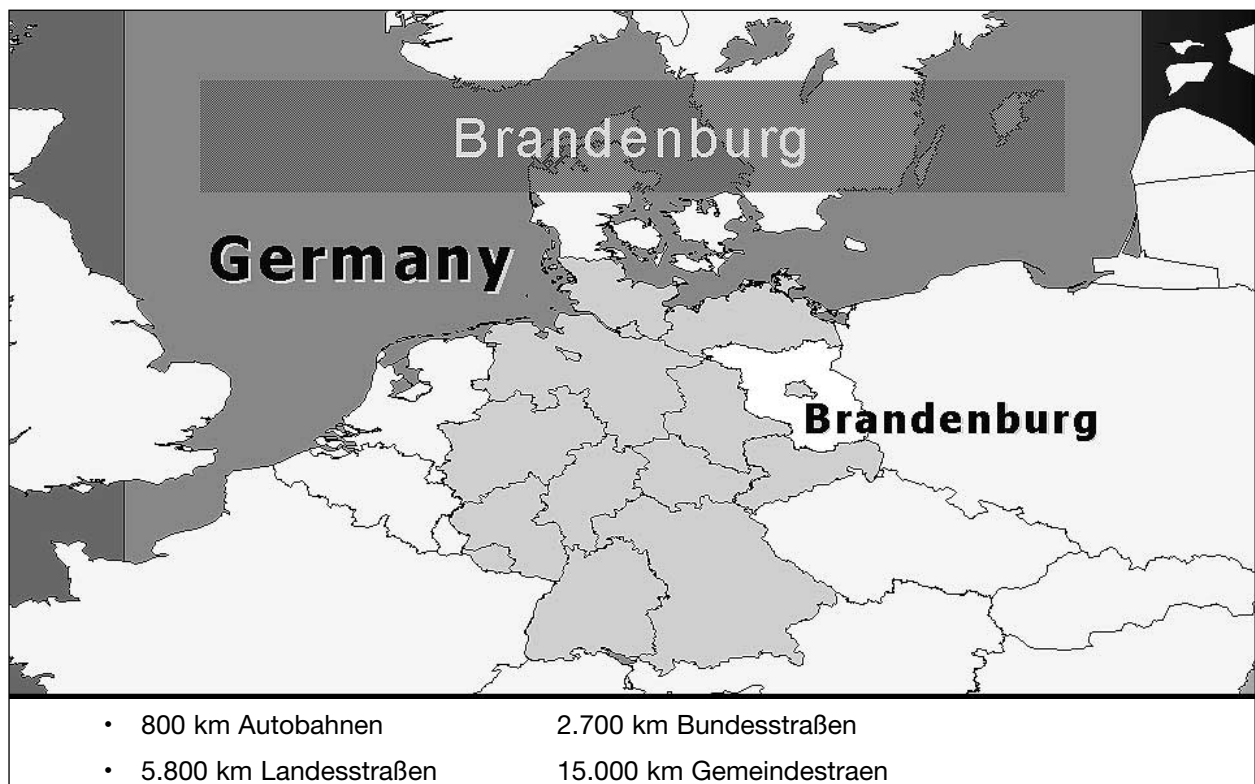 Brandenburg
Germany
Brandenburg
• 800 km Autobahnen 2.700 km Bundesstraßen
• 5.800 km Landesstraßen 15.000 km Gemeindestraen